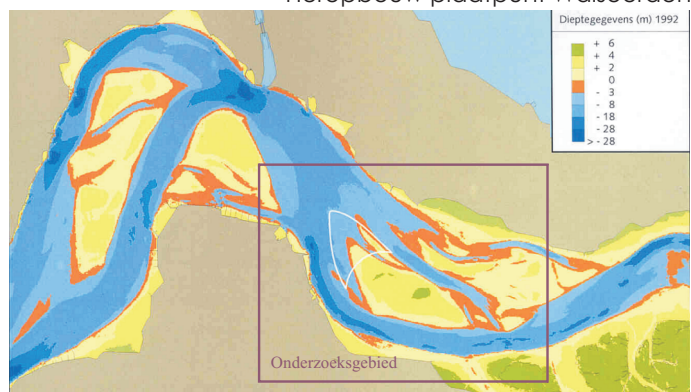 Dieptegegevens (m) 1992
+ 6
+ 4
+ 2
0
- 3
- 8
- 18
- 28
> - 28
Onderzoeksgebied